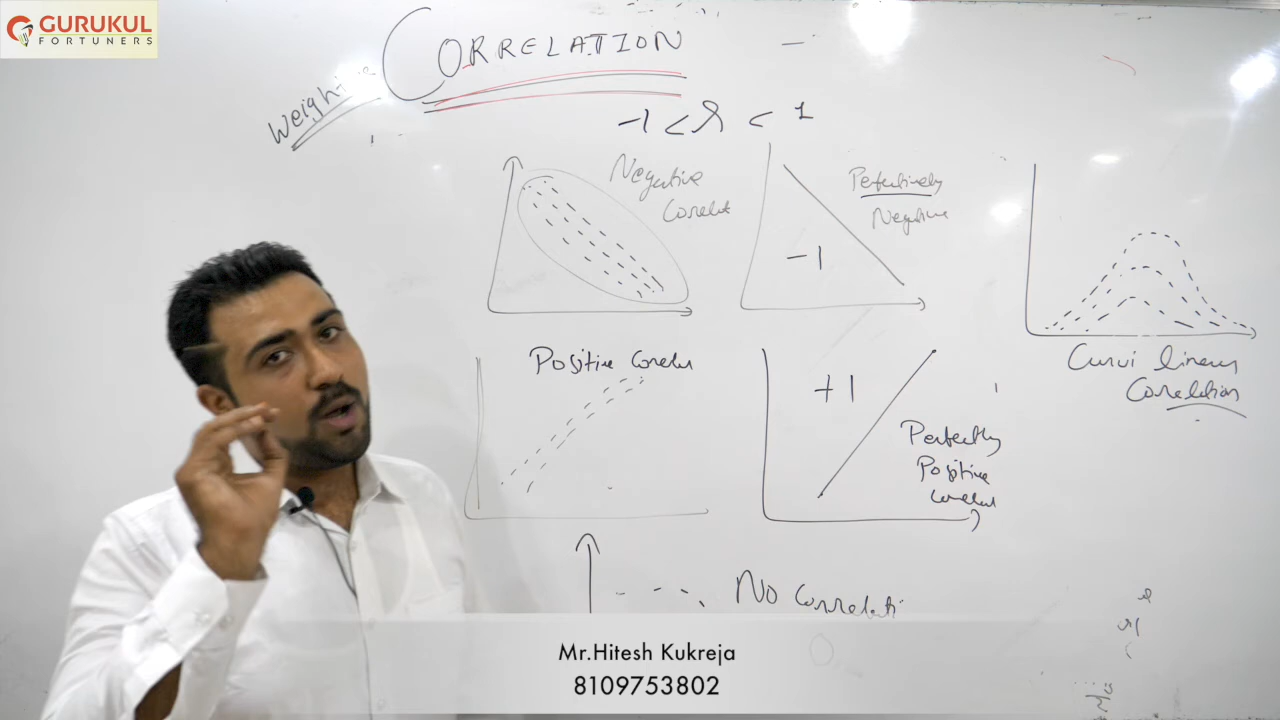 GURUKUL
FORTUNERS
CORRELATION
Weight
-1 < r < 1
Negative
Correlat
Perfectively
Negative
-1
Positive Correlat
+1
Perfectly
Positive
Correlat
Curvi linear
Correlation
No Correlati
Mr.Hitesh Kukreja
8109753802